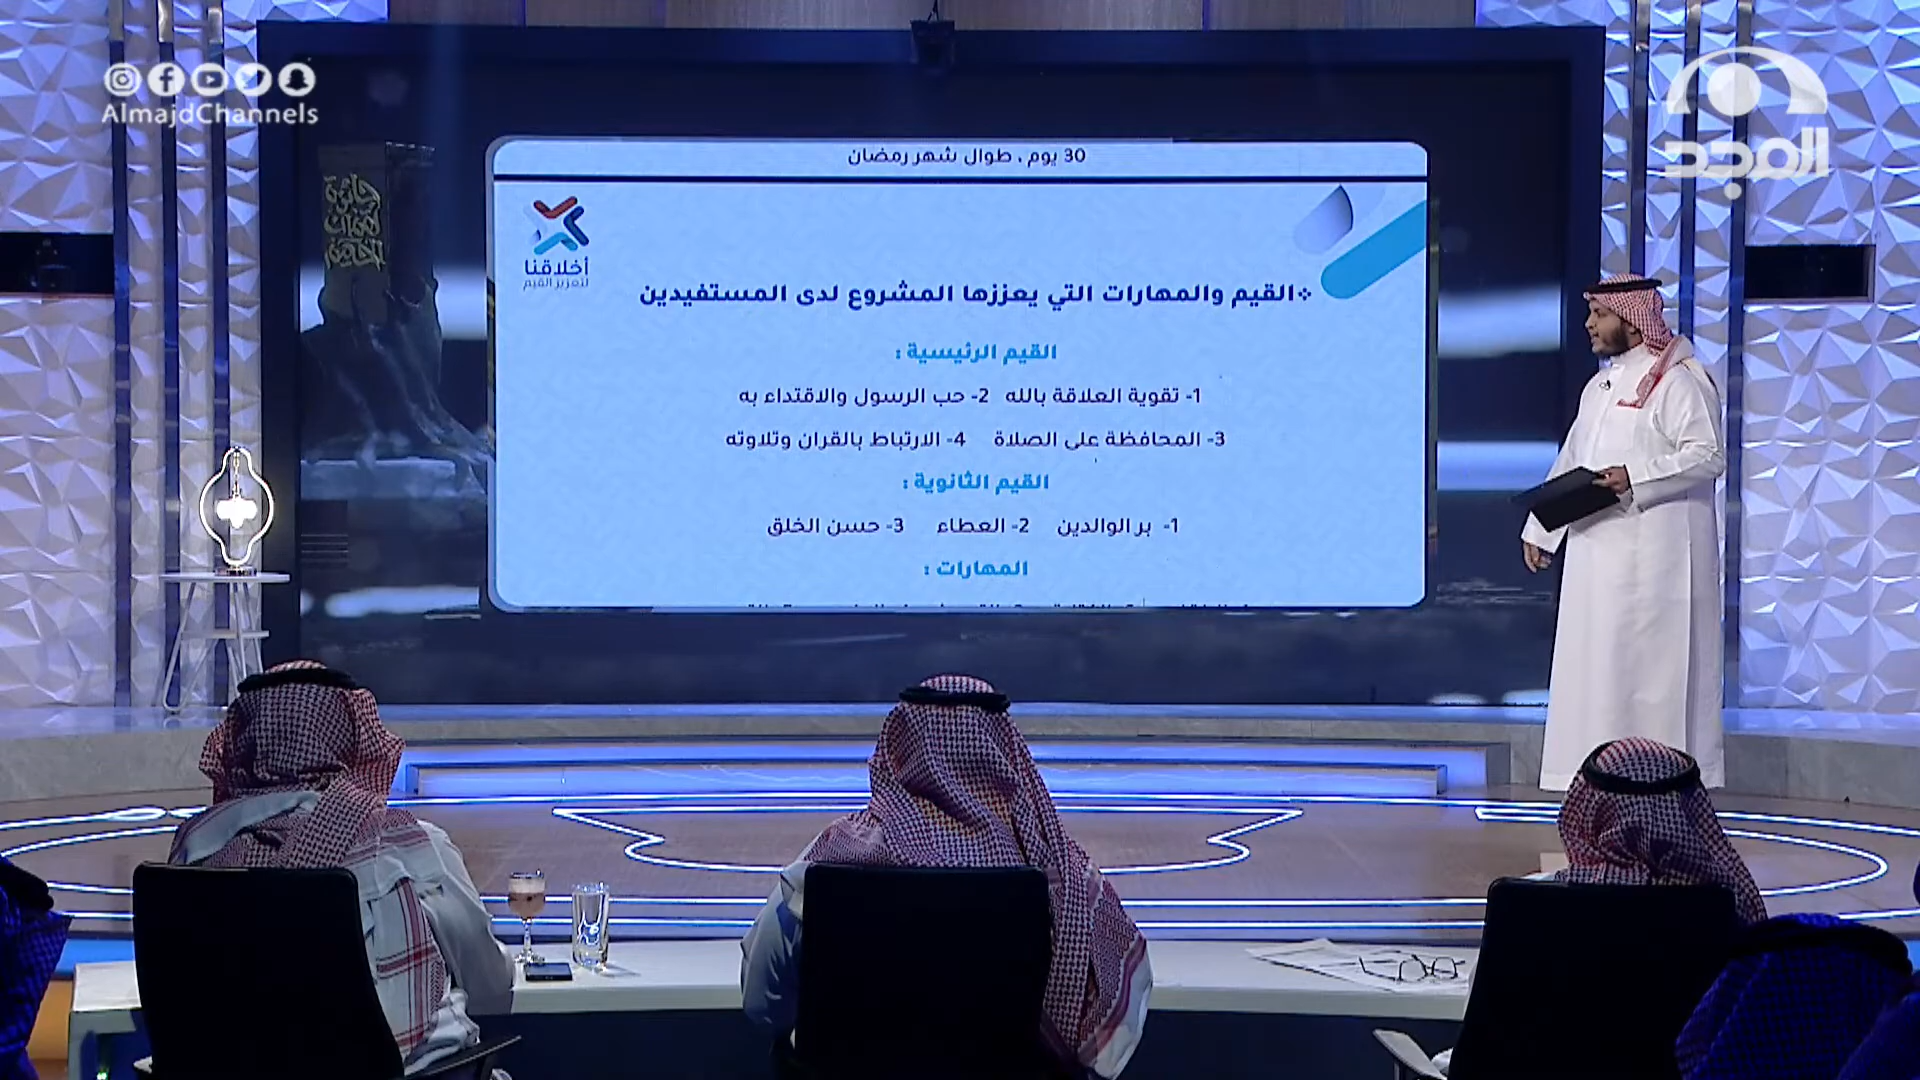 AlmajdChannels
المجد
30 يوم ، طوال شهر رمضان
أخلاقنا
لتعزيز القيم
القيم والمهارات التي يعززها المشروع لدى المستفيدين
القيم الرئيسية :
1- تقوية العلاقة بالله 2- حب الرسول والاقتداء به
3- المحافظة على الصلاة 4- الارتباط بالقران وتلاوته
القيم الثانوية :
1- بر الوالدين 2- العطاء 3- حسن الخلق
المهارات :
جائزة